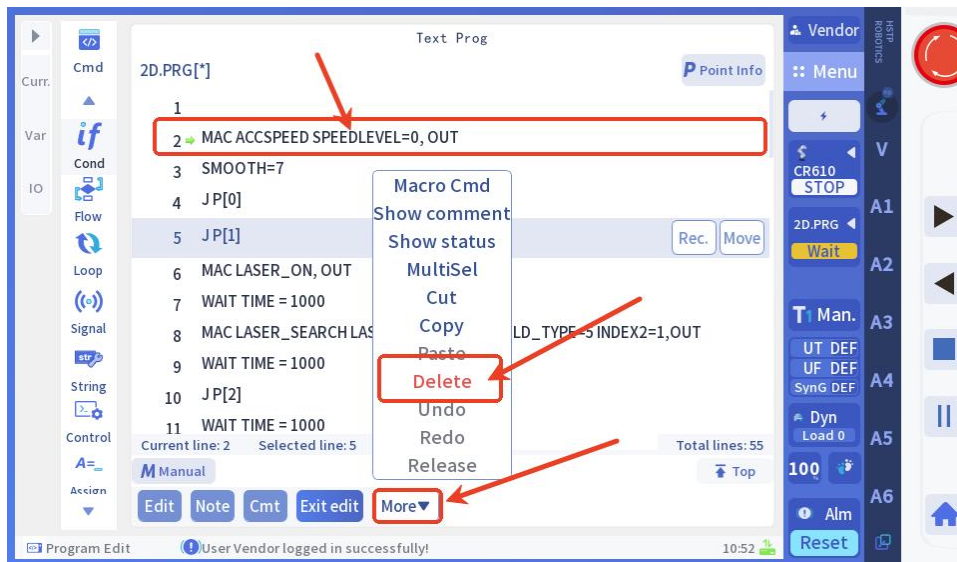 Text Prog
2D.PRG[*]
P Point Info
1
2 MAC ACCSPEED SPEEDLEVEL=0, OUT
3 SMOOTH=7
4 J P[0]
5 J P[1]
Rec. Move
6 MAC LASER_ON, OUT
7 WAIT TIME = 1000
8 MAC LASER_SEARCH LAS LD_TYPE=5 INDEX2=1,OUT
9 WAIT TIME = 1000
10 J P[2]
11 WAIT TIME = 1000
Current line: 2 Selected line: 5 Total lines: 55
M Manual
Top
Edit Note Cmt Exit edit More▼
Macro Cmd
Show comment
Show status
MultiSel
Cut
Copy
Paste
Delete
Undo
Redo
Release
Curr.
Var
IO
</>
Cmd
if
Cond
Flow
Loop
Signal
str
String
Control
A=_
Assign
Program Edit
User Vendor logged in successfully!
10:52
Vendor
Menu
CR610
STOP
2D.PRG
Wait
T1 Man.
UT DEF
UF DEF
SynG DEF
Dyn
Load 0
100 %
Alm
Reset
HSTP ROBOTICS
V
A1
A2
A3
A4
A5
A6